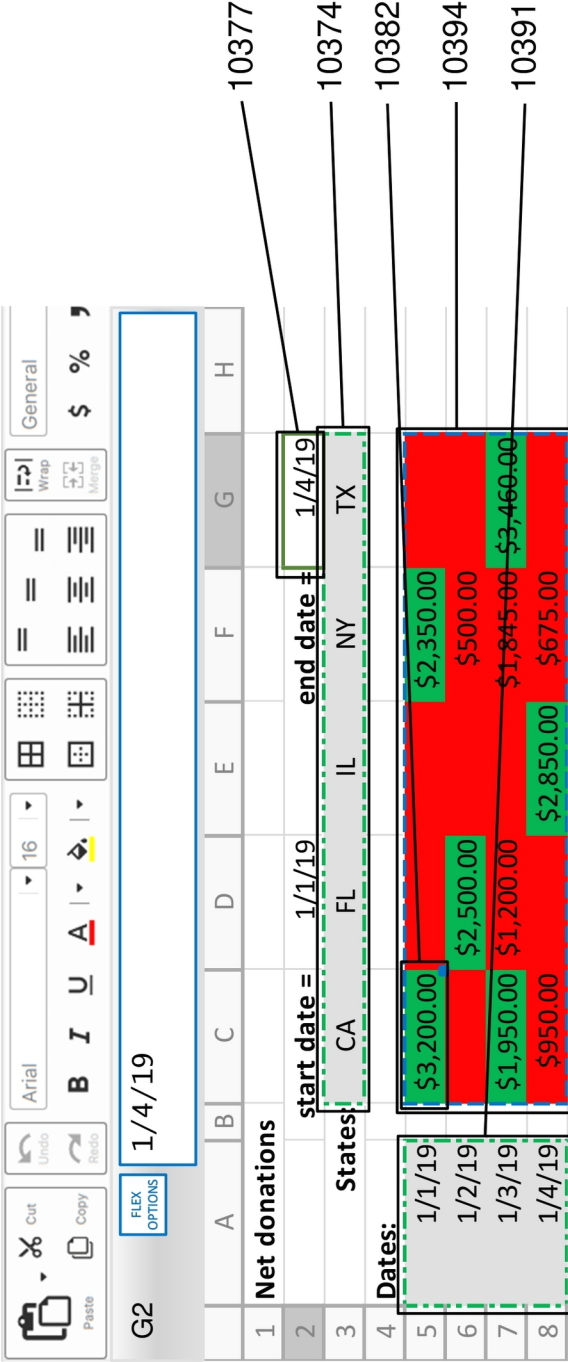 Paste
Cut
Copy
Undo
Redo
Arial
16
B I U A
Wrap
Merge
General
$ % ❜
G2
FLEX
OPTIONS
1/4/19
A B C D E F G H
1 Net donations
2 start date = 1/1/19 end date = 1/4/19
3 States: CA FL IL NY TX
4 Dates:
5 1/1/19 $3,200.00 $2,350.00
6 1/2/19 $2,500.00 $500.00
7 1/3/19 $1,950.00 $1,200.00 $1,845.00 $3,460.00
8 1/4/19 $950.00 $2,850.00 $675.00
10377
10374
10382
10394
10391